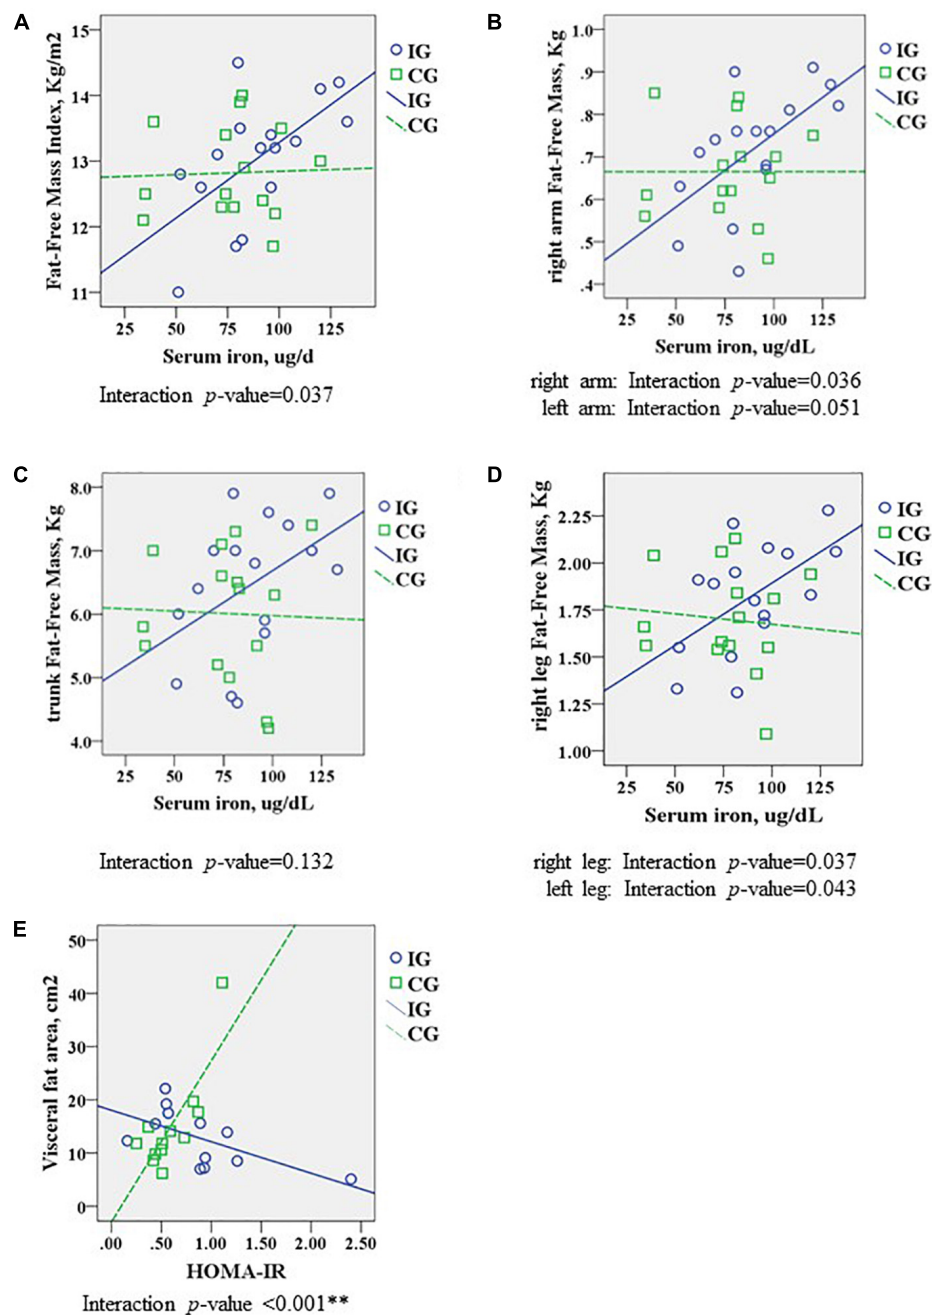 A
Fat-Free Mass Index, Kg/m2
15
14
13
12
11
25 50 75 100 125
Serum iron, ug/d
IG
CG
IG
CG
Interaction p-value=0.037
B
right arm Fat-Free Mass, Kg
1.0
.9
.8
.7
.6
.5
.4
25 50 75 100 125
Serum iron, ug/dL
IG
CG
IG
CG
right arm: Interaction p-value=0.036
left arm: Interaction p-value=0.051
C
trunk Fat-Free Mass, Kg
8.0
7.0
6.0
5.0
4.0
25 50 75 100 125
Serum iron, ug/dL
IG
CG
IG
CG
Interaction p-value=0.132
D
right leg Fat-Free Mass, Kg
2.25
2.00
1.75
1.50
1.25
1.00
25 50 75 100 125
Serum iron, ug/dL
IG
CG
IG
CG
right leg: Interaction p-value=0.037
left leg: Interaction p-value=0.043
E
Visceral fat area, cm2
50
40
30
20
10
0
.00 .50 1.00 1.50 2.00 2.50
HOMA-IR
IG
CG
IG
CG
Interaction p-value <0.001**